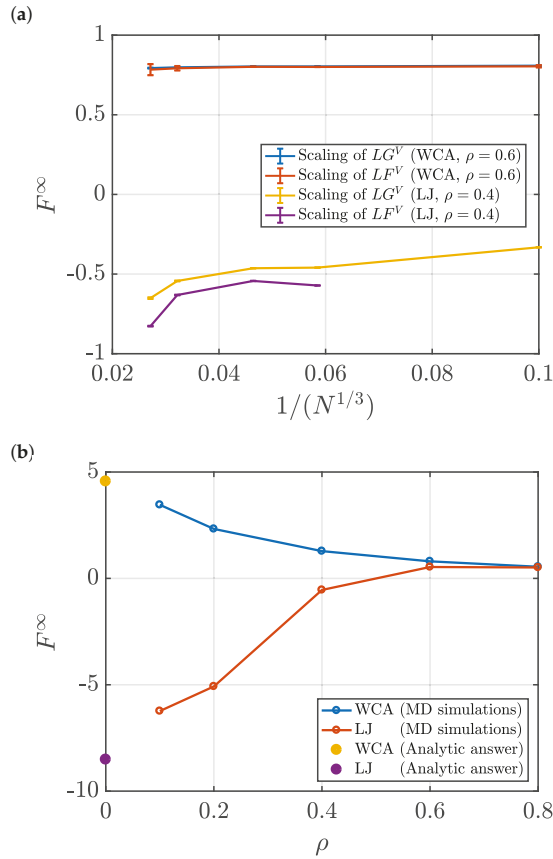 (a)
1
0.5
0
-0.5
-1
F^∞
Scaling of LG^V (WCA, ρ = 0.6)
Scaling of LF^V (WCA, ρ = 0.6)
Scaling of LG^V (LJ, ρ = 0.4)
Scaling of LF^V (LJ, ρ = 0.4)
0.02 0.04 0.06 0.08 0.1
1/(N^{1/3})
(b)
5
0
-5
-10
F^∞
WCA (MD simulations)
LJ (MD simulations)
WCA (Analytic answer)
LJ (Analytic answer)
0 0.2 0.4 0.6 0.8
ρ